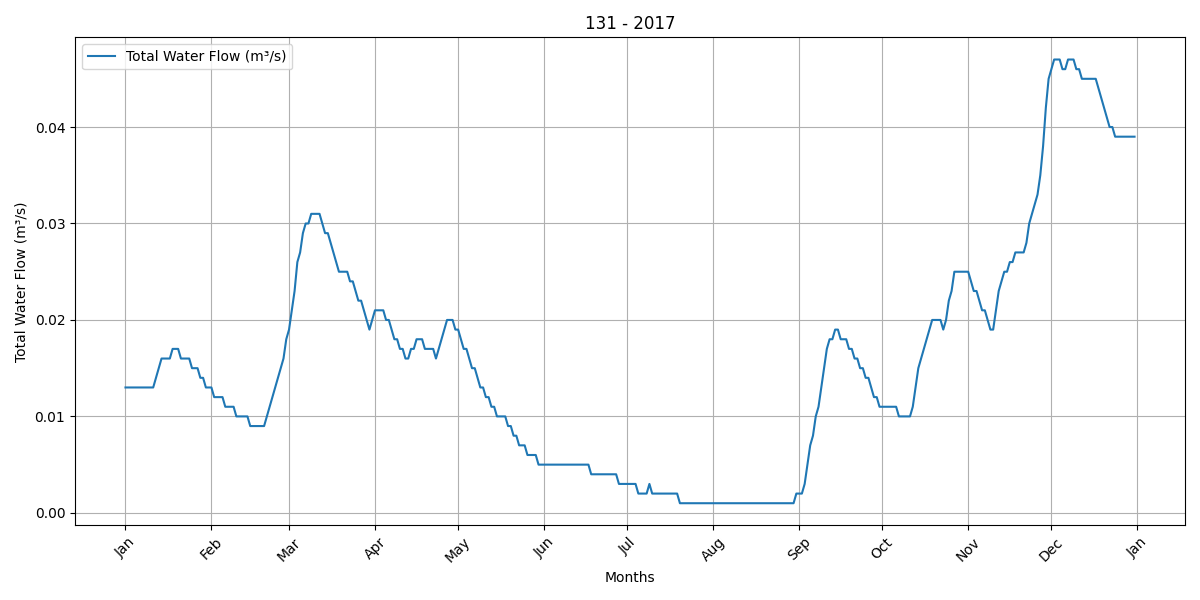 131 - 2017
Total Water Flow (m³/s)
Total Water Flow (m³/s)
0.04
0.03
0.02
0.01
0.00
Jan
Feb
Mar
Apr
May
Jun
Jul
Aug
Sep
Oct
Nov
Dec
Jan
Months